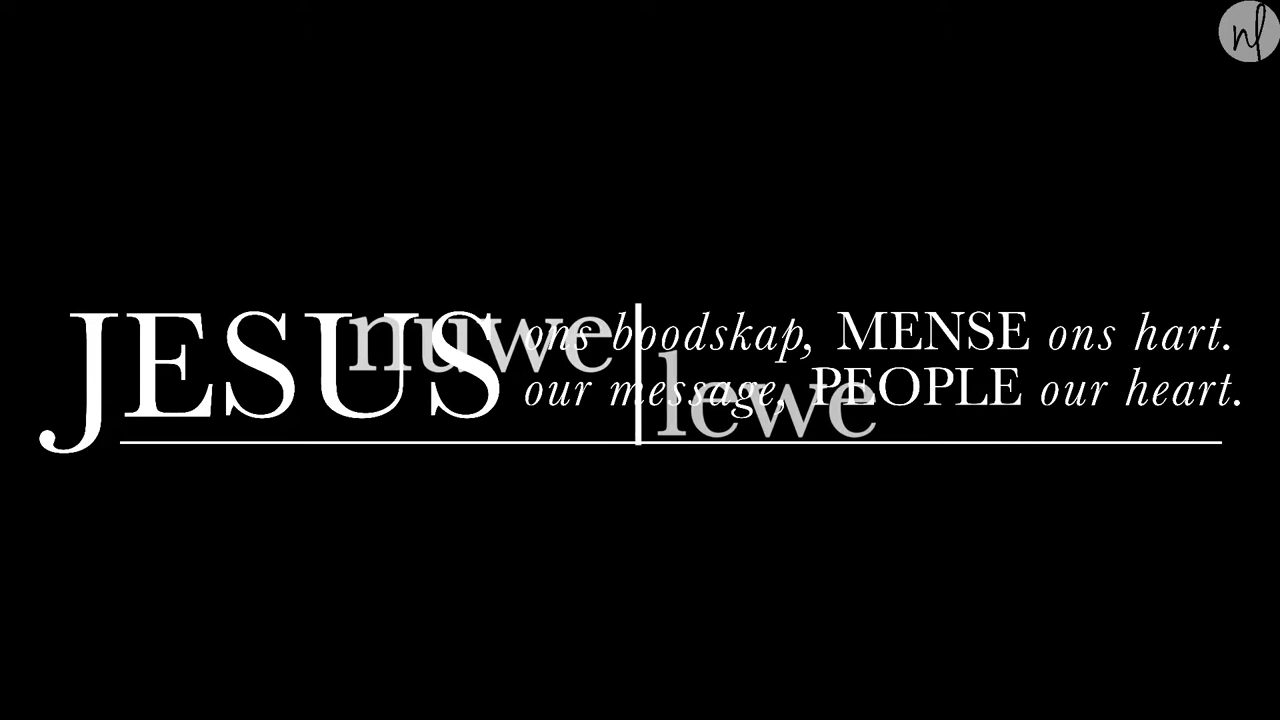 nl
JESUS ons boodskap, MENSE ons hart.
our message, PEOPLE our heart.
nuwe
lewe